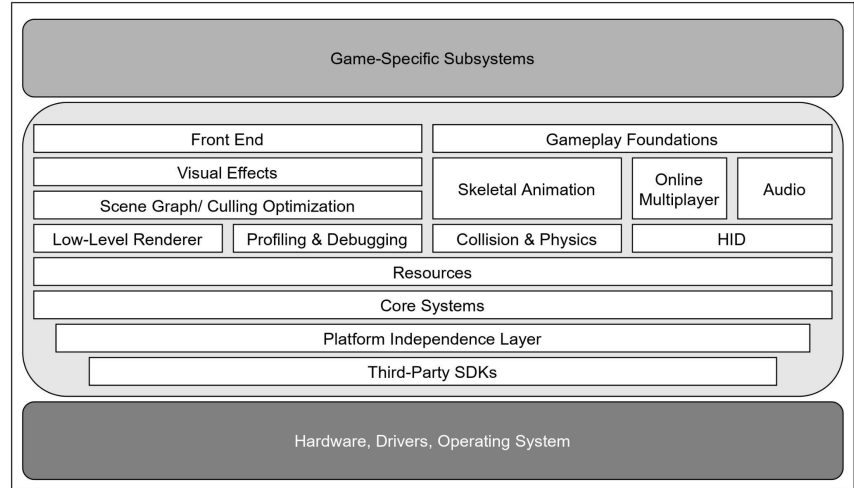 Game-Specific Subsystems
Front End
Gameplay Foundations
Visual Effects
Skeletal Animation
Online
Multiplayer
Audio
Scene Graph/ Culling Optimization
Low-Level Renderer
Profiling & Debugging
Collision & Physics
HID
Resources
Core Systems
Platform Independence Layer
Third-Party SDKs
Hardware, Drivers, Operating System